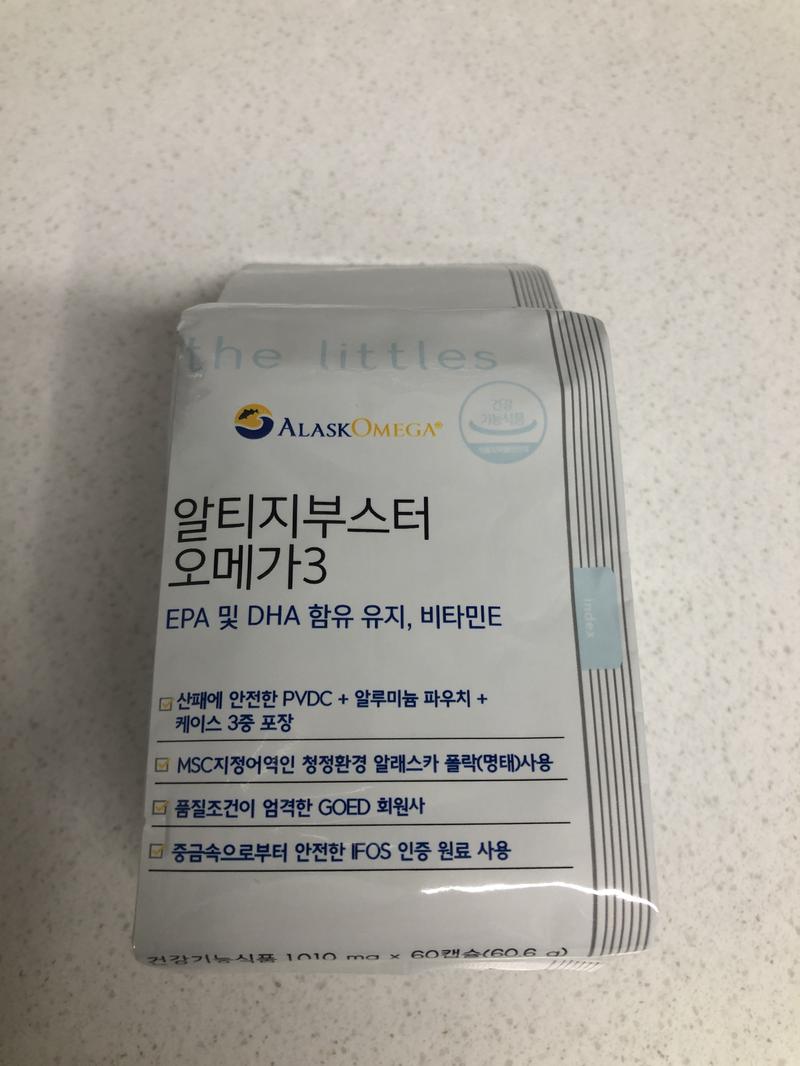 the littles
ALASKOMEGA®
건강
기능식품
알티지부스터
오메가3
EPA 및 DHA 함유 유지, 비타민E
index
산패에 안전한 PVDC + 알루미늄 파우치 +
케이스 3중 포장
MSC지정어역인 청정환경 알래스카 폴락(명태)사용
품질조건이 엄격한 GOED 회원사
중금속으로부터 안전한 IFOS 인증 원료 사용
건강기능식품 1010 mg × 60캡슐(60.6 g)